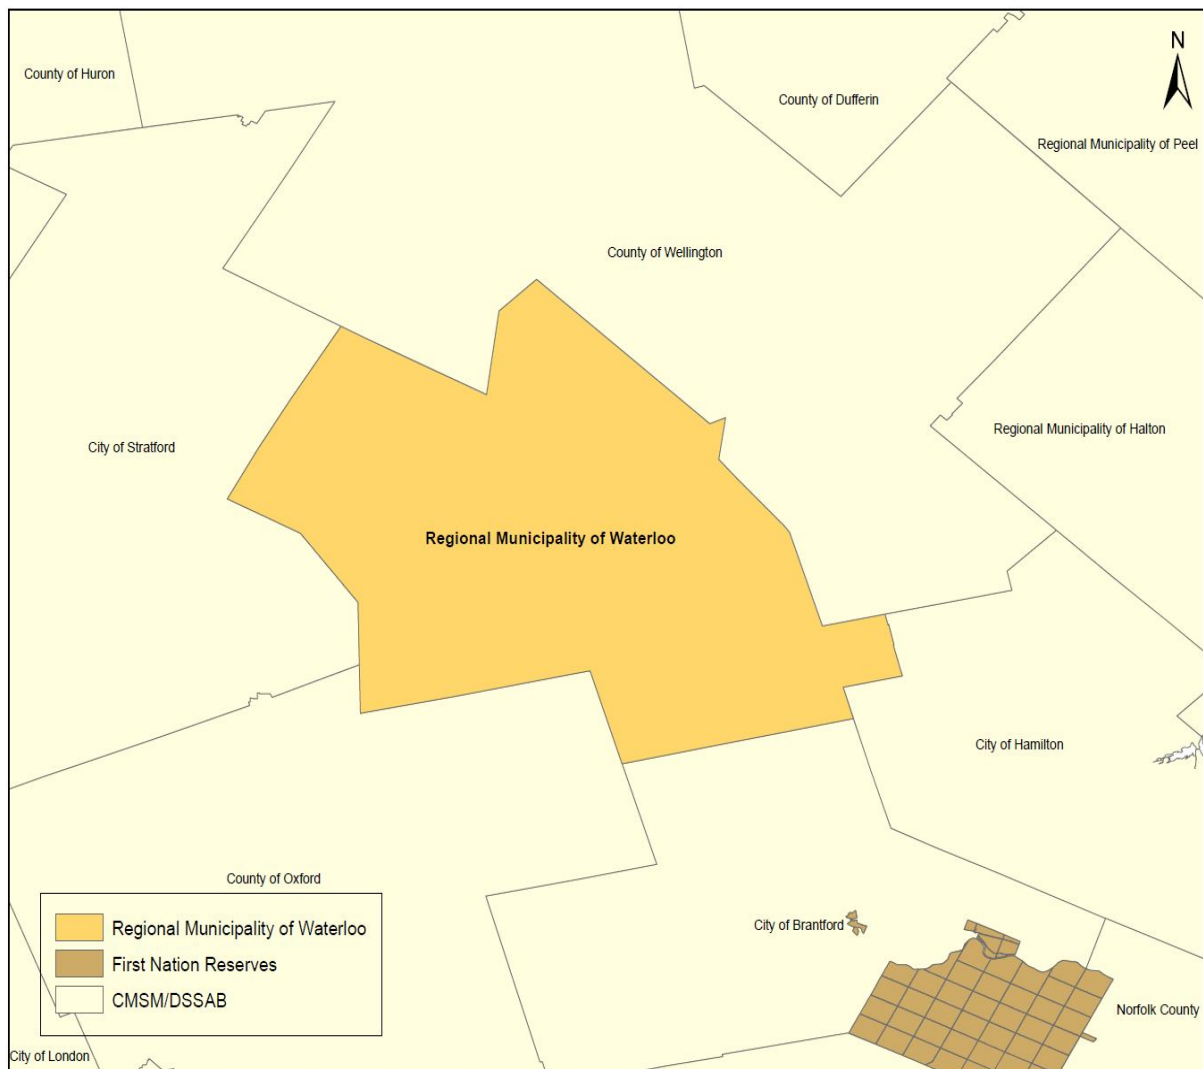 N
County of Huron
County of Dufferin
Regional Municipality of Peel
County of Wellington
Regional Municipality of Halton
City of Stratford
Regional Municipality of Waterloo
City of Hamilton
County of Oxford
City of Brantford
Norfolk County
City of London
Regional Municipality of Waterloo
First Nation Reserves
CMSM/DSSAB